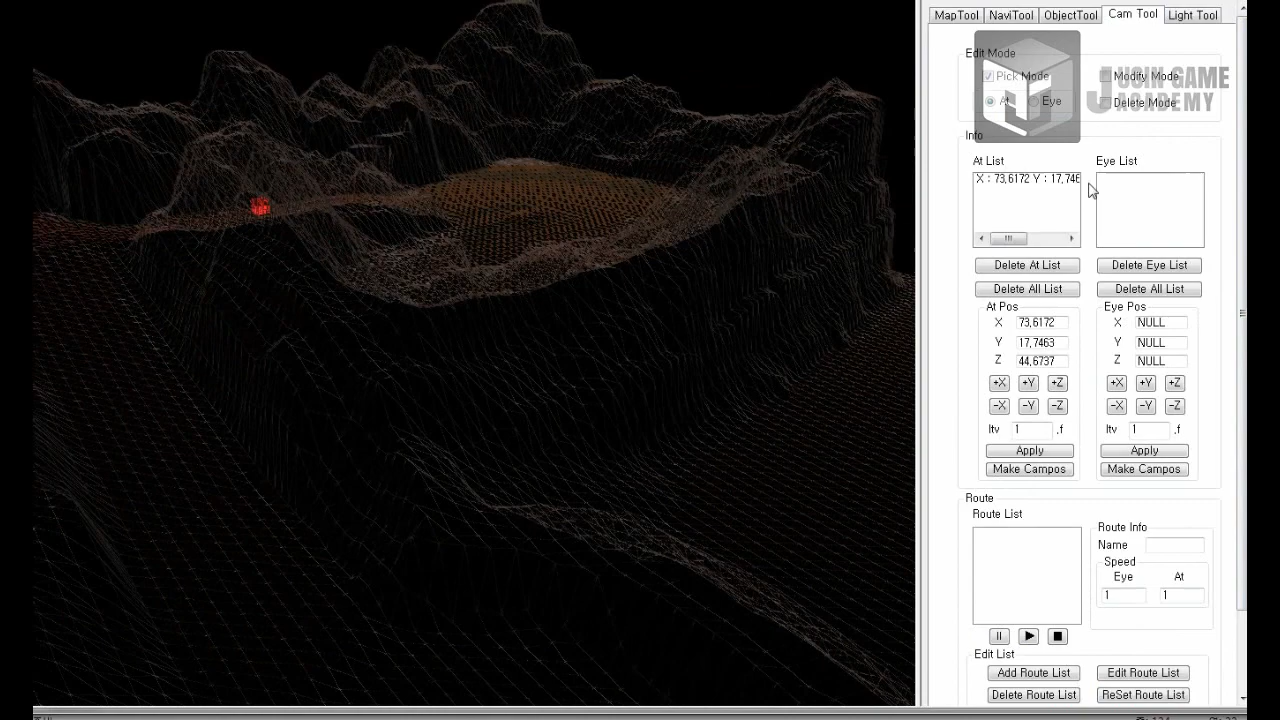 MapTool NaviTool ObjectTool Cam Tool Light Tool
Edit Mode
Pick Mode Modify Mode
At Eye Delete Mode
JUSIN GAME
ACADEMY
Info
At List Eye List
X : 73,6172 Y : 17,746
Delete At List Delete Eye List
Delete All List Delete All List
At Pos Eye Pos
X 73,6172 X NULL
Y 17,7463 Y NULL
Z 44,6737 Z NULL
+X +Y +Z +X +Y +Z
-X -Y -Z -X -Y -Z
Itv 1 ,f Itv 1 ,f
Apply Apply
Make Campos Make Campos
Route
Route List
Route Info
Name
Speed
Eye At
1 1
Edit List
Add Route List Edit Route List
Delete Route List ReSet Route List